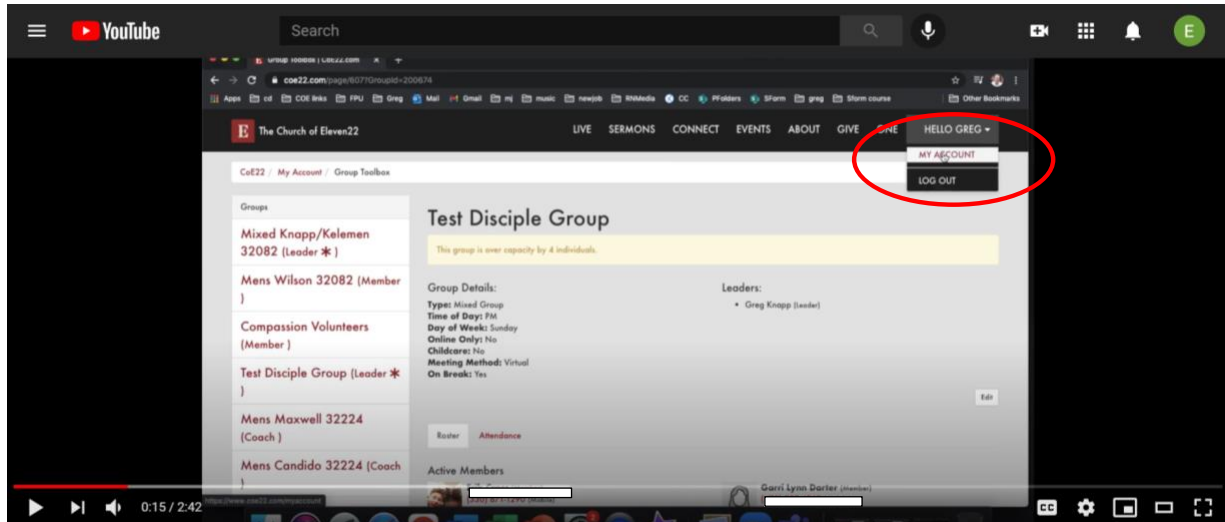 YouTube Search E
Group Toolbox | CoE22.com
coe22.com/page/607?GroupId=200674
Apps cd COE links FPU Greg Mail Gmail mj music newjob RNMedia CC PFolders SForm greg Sform course Other Bookmarks
E The Church of Eleven22 LIVE SERMONS CONNECT EVENTS ABOUT GIVE ONE HELLO GREG
MY ACCOUNT
LOG OUT
CoE22 / My Account / Group Toolbox
Groups
Mixed Knapp/Kelemen
32082 (Leader ✱ )
Mens Wilson 32082 (Member
)
Compassion Volunteers
(Member )
Test Disciple Group (Leader ✱
)
Mens Maxwell 32224
(Coach )
Mens Candido 32224 (Coach
)
Test Disciple Group
This group is over capacity by 4 individuals.
Group Details:
Type: Mixed Group
Time of Day: PM
Day of Week: Sunday
Online Only: No
Childcare: No
Meeting Method: Virtual
On Break: Yes
Leaders:
• Greg Knapp (Leader)
Edit
Roster Attendance
Active Members
Garri Lynn Darter (Member)
https://www.coe22.com/myaccount
0:15 / 2:42 CC